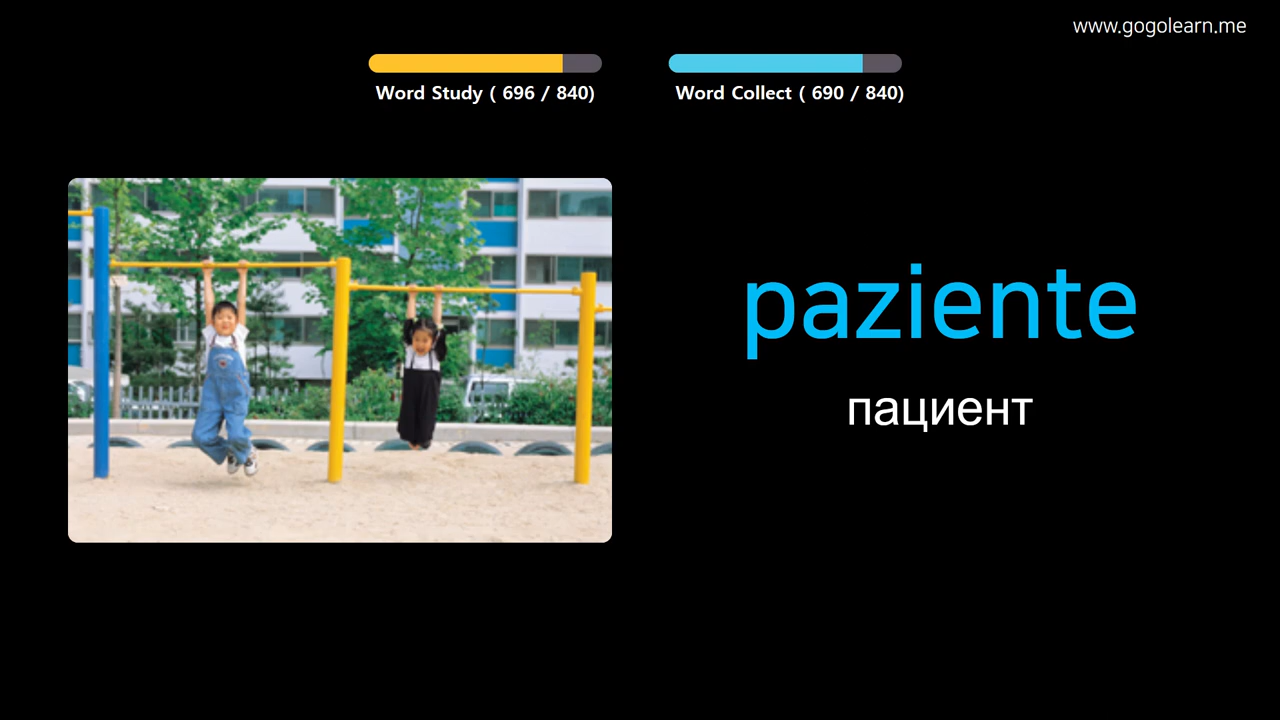 www.gogolearn.me
Word Study ( 696 / 840)
Word Collect ( 690 / 840)
paziente
пациент